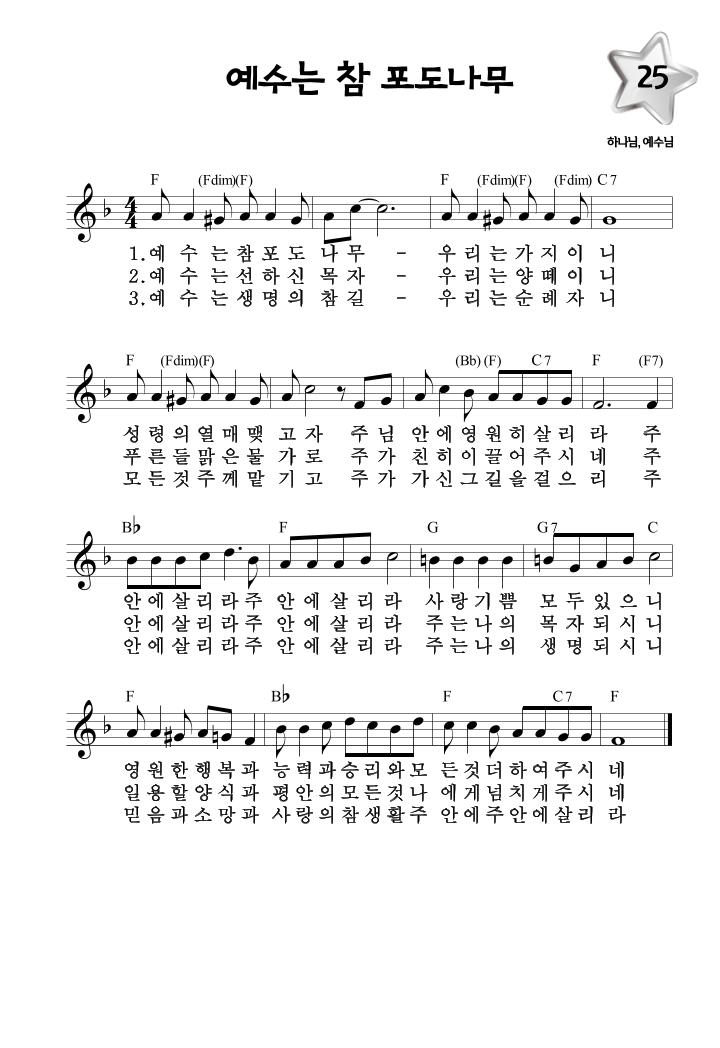 예수는 참 포도나무
25
하나님, 예수님
F (Fdim)(F) F (Fdim)(F) (Fdim) C7
1.예 수 는 참 포 도 나 무 - 우 리 는 가 지 이 니
2.예 수 는 선 하 신 목 자 - 우 리 는 양 떼 이 니
3.예 수 는 생 명 의 참 길 - 우 리 는 순 례 자 니
F (Fdim)(F) (Bb) (F) C7 F (F7)
성 령 의 열 매 맺 고 자 주 님 안 에 영 원 히 살 리 라 주
푸 른 들 맑 은 물 가 로 주 가 친 히 이 끌 어 주 시 네 주
모 든 것 주 께 맡 기 고 주 가 가 신 그 길 을 걸 으 리 주
B♭ F G G7 C
안 에 살 리 라 주 안 에 살 리 라 사 랑 기 쁨 모 두 있 으 니
안 에 살 리 라 주 안 에 살 리 라 주 는 나 의 목 자 되 시 니
안 에 살 리 라 주 안 에 살 리 라 주 는 나 의 생 명 되 시 니
F B♭ F C7 F
영 원 한 행 복 과 능 력 과 승 리 와 모 든 것 더 하 여 주 시 네
일 용 할 양 식 과 평 안 의 모 든 것 나 에 게 넘 치 게 주 시 네
믿 음 과 소 망 과 사 랑 의 참 생 활 주 안 에 주 안 에 살 리 라